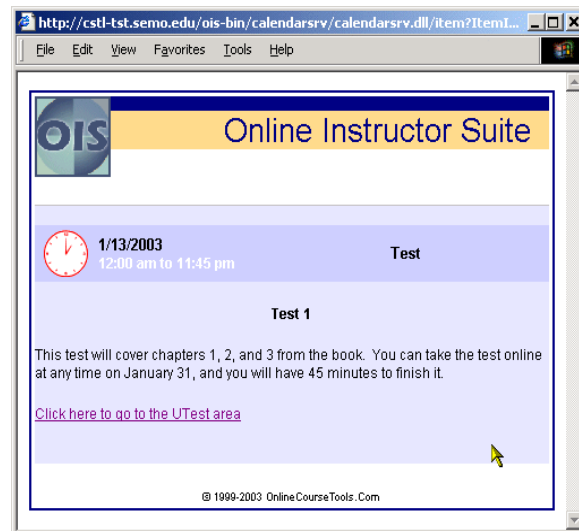 http://cstl-tst.semo.edu/ois-bin/calendarsrv/calendarsrv.dll/item?ItemI...
File Edit View Favorites Tools Help
OIS
Online Instructor Suite
1/13/2003
12:00 am to 11:45 pm
Test
Test 1
This test will cover chapters 1, 2, and 3 from the book. You can take the test online
at any time on January 31, and you will have 45 minutes to finish it.
Click here to go to the UTest area
© 1999-2003 OnlineCourseTools.Com